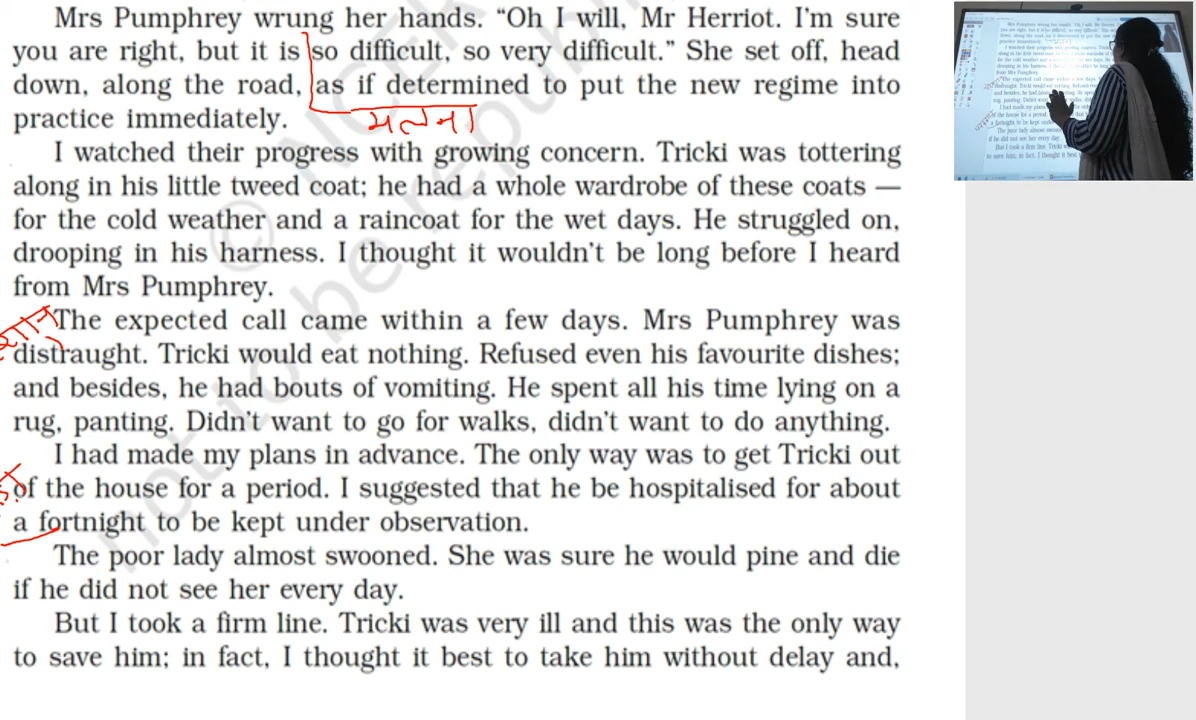 Mrs Pumphrey wrung her hands. “Oh I will, Mr Herriot. I'm sure
you are right, but it is so difficult, so very difficult.” She set off, head
down, along the road, as if determined to put the new regime into
practice immediately.
I watched their progress with growing concern. Tricki was tottering
along in his little tweed coat; he had a whole wardrobe of these coats —
for the cold weather and a raincoat for the wet days. He struggled on,
drooping in his harness. I thought it wouldn't be long before I heard
from Mrs Pumphrey.
The expected call came within a few days. Mrs Pumphrey was
distraught. Tricki would eat nothing. Refused even his favourite dishes;
and besides, he had bouts of vomiting. He spent all his time lying on a
rug, panting. Didn't want to go for walks, didn't want to do anything.
I had made my plans in advance. The only way was to get Tricki out
of the house for a period. I suggested that he be hospitalised for about
a fortnight to be kept under observation.
The poor lady almost swooned. She was sure he would pine and die
if he did not see her every day.
But I took a firm line. Tricki was very ill and this was the only way
to save him; in fact, I thought it best to take him without delay and,